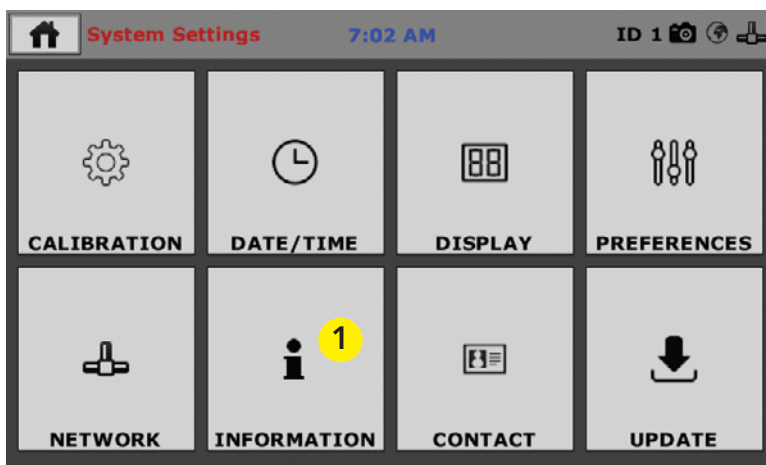 System Settings 7:02 AM ID 1
88
CALIBRATION DATE/TIME DISPLAY PREFERENCES
1
NETWORK INFORMATION CONTACT UPDATE